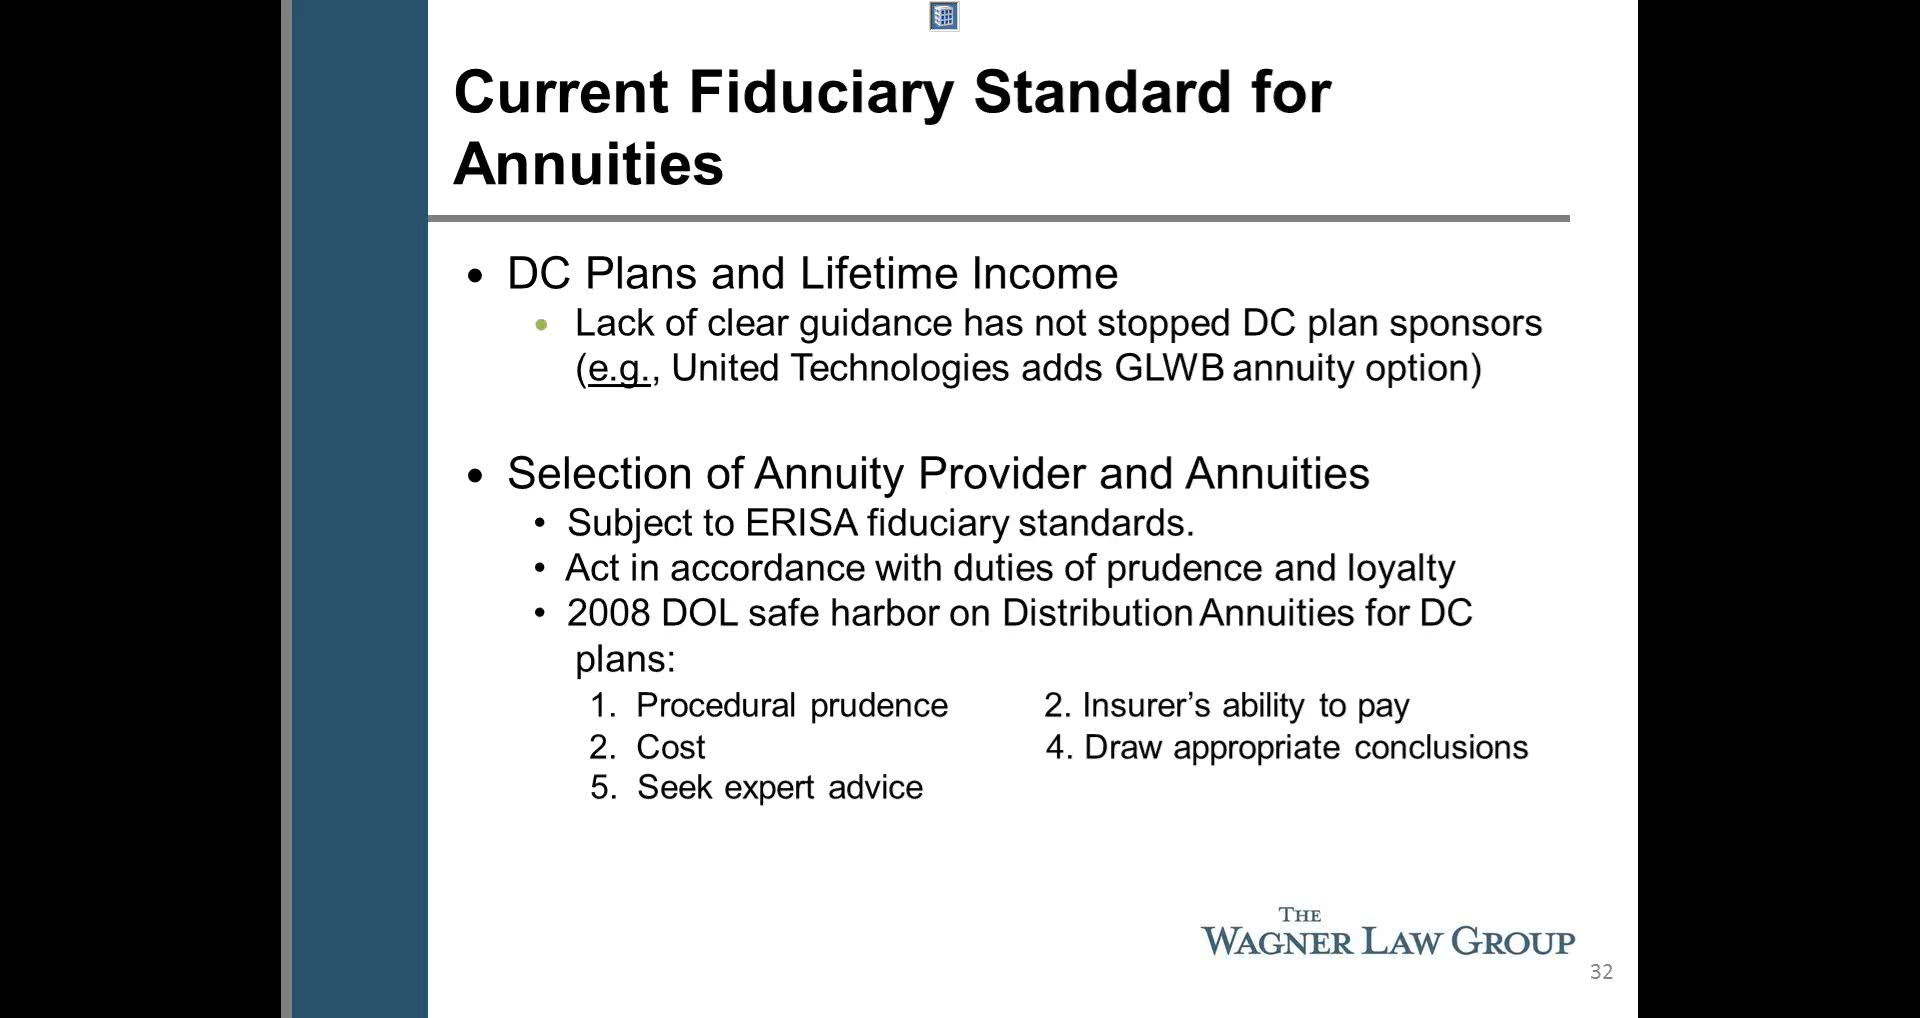 Current Fiduciary Standard for
Annuities
• DC Plans and Lifetime Income
• Lack of clear guidance has not stopped DC plan sponsors
(e.g., United Technologies adds GLWB annuity option)
• Selection of Annuity Provider and Annuities
• Subject to ERISA fiduciary standards.
• Act in accordance with duties of prudence and loyalty
• 2008 DOL safe harbor on Distribution Annuities for DC
plans:
1. Procedural prudence 2. Insurer's ability to pay
2. Cost 4. Draw appropriate conclusions
5. Seek expert advice
THE
WAGNER LAW GROUP
32